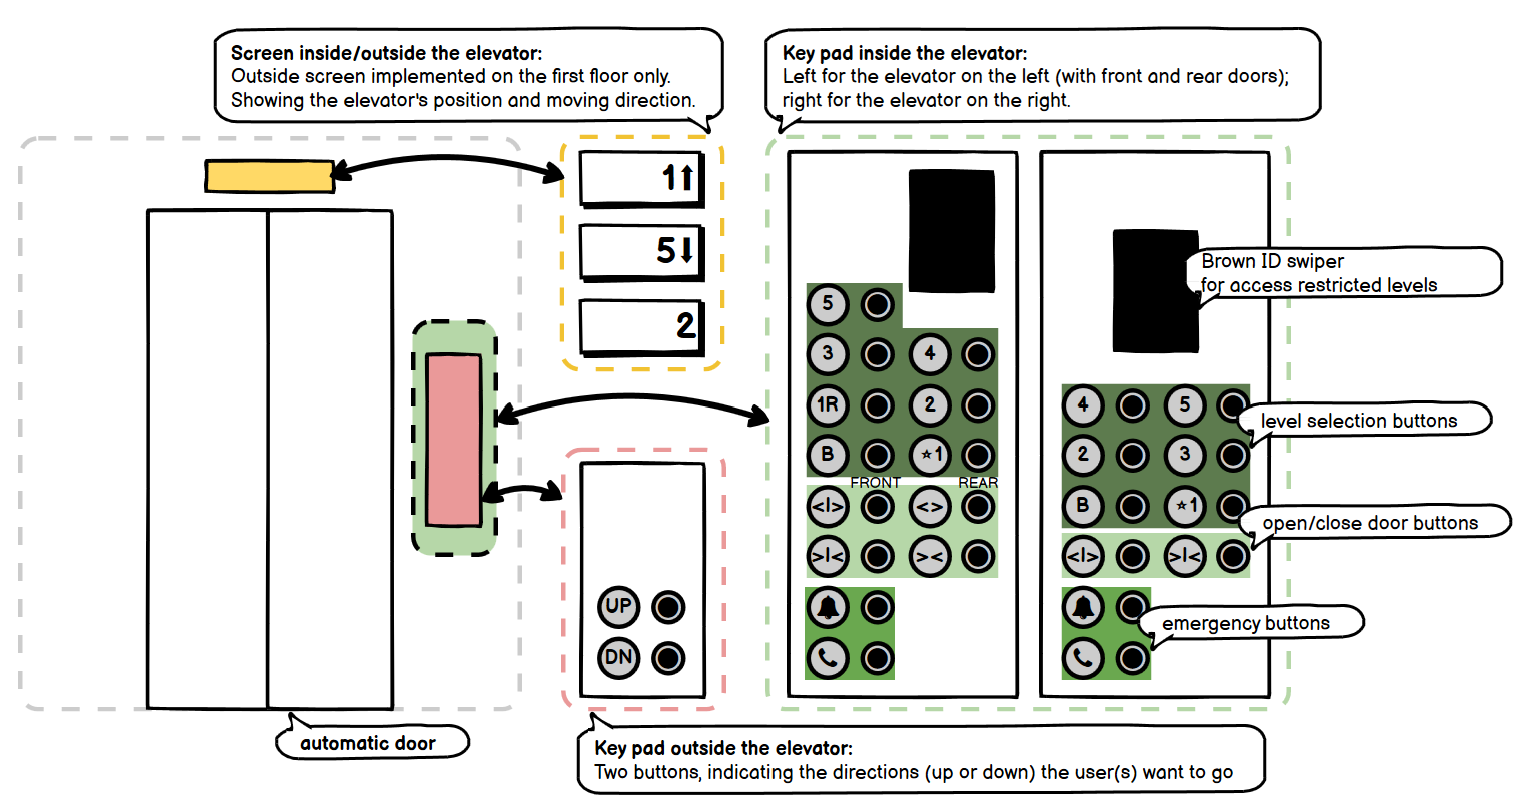 Screen inside/outside the elevator:
Outside screen implemented on the first floor only.
Showing the elevator's position and moving direction.
Key pad inside the elevator:
Left for the elevator on the left (with front and rear doors);
right for the elevator on the right.
1↑
5↓
2
Brown ID swiper
for access restricted levels
5
3 4
1R 2
B ☆1
FRONT REAR
<|> <>
>|< ><
4 5
2 3
B ☆1
<|> >|<
level selection buttons
open/close door buttons
emergency buttons
UP
DN
automatic door
Key pad outside the elevator:
Two buttons, indicating the directions (up or down) the user(s) want to go